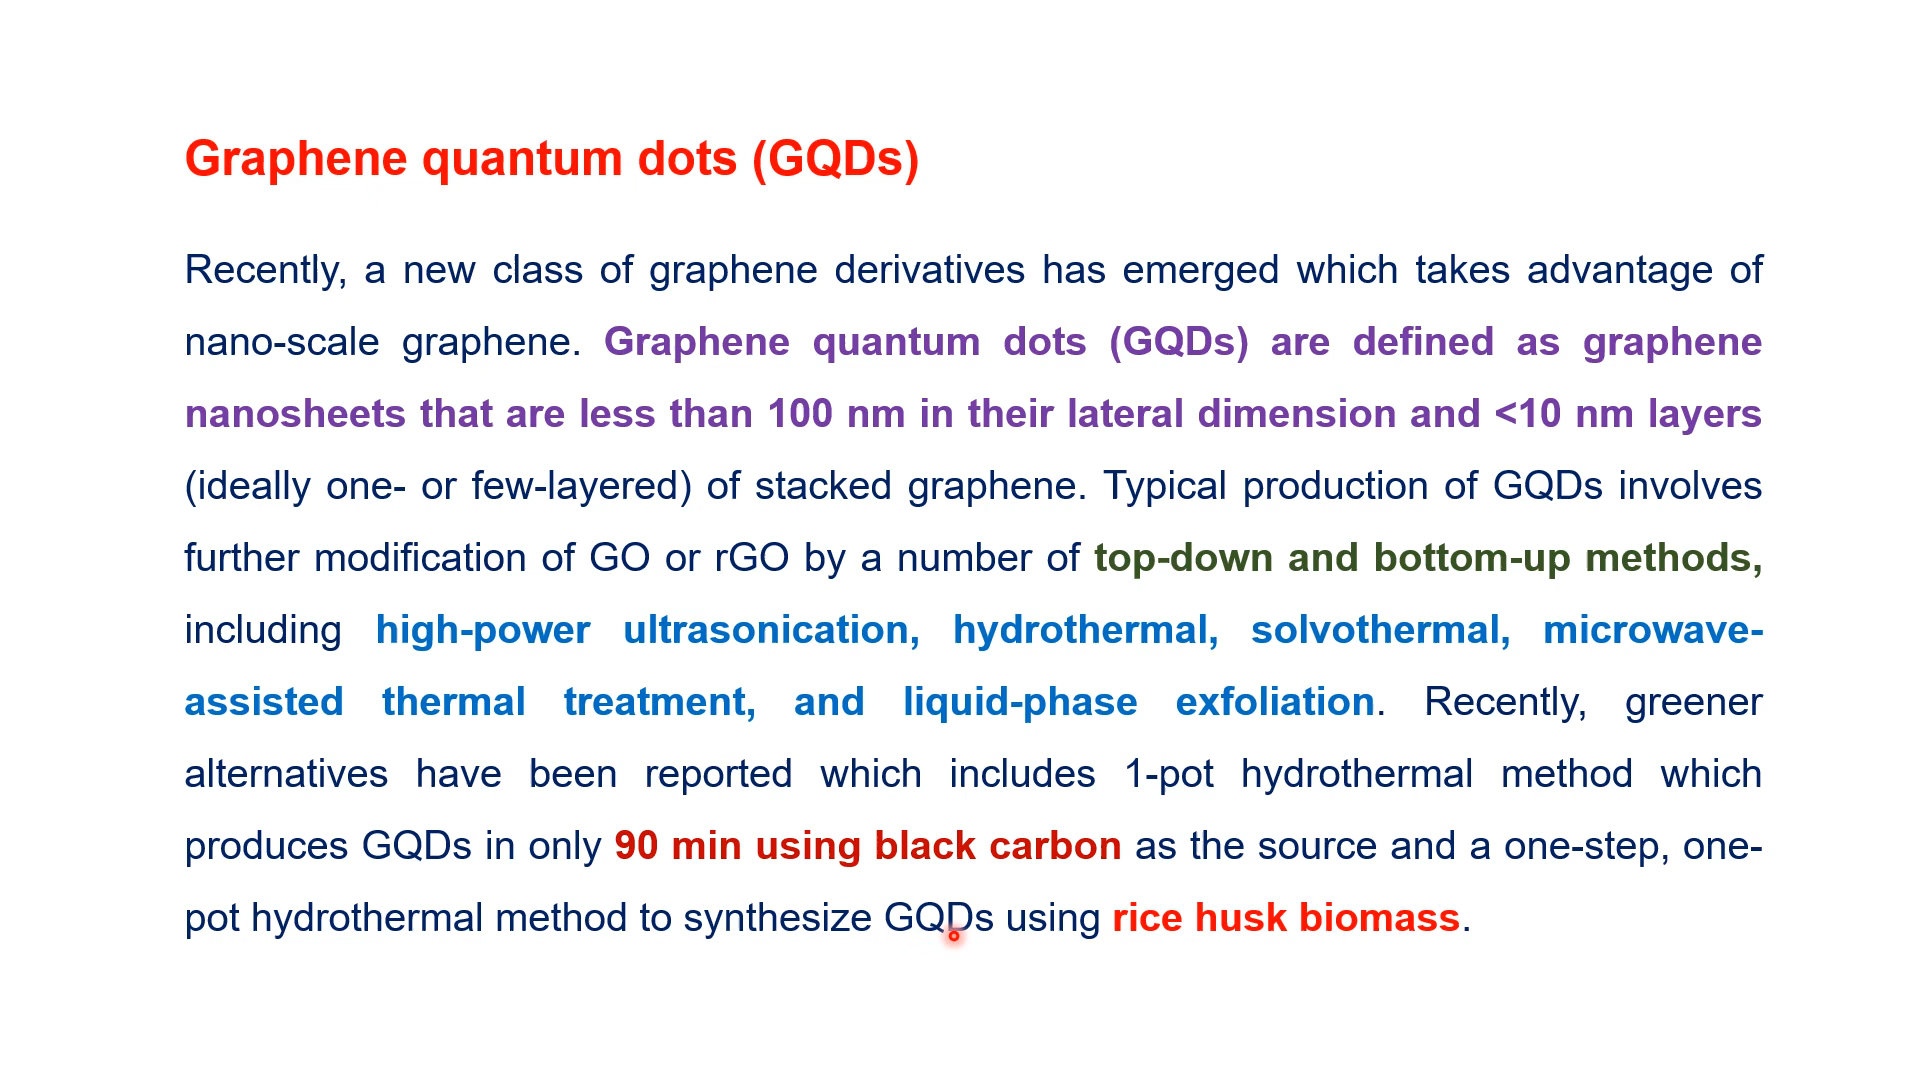 Graphene quantum dots (GQDs)
Recently, a new class of graphene derivatives has emerged which takes advantage of
nano-scale graphene. Graphene quantum dots (GQDs) are defined as graphene
nanosheets that are less than 100 nm in their lateral dimension and <10 nm layers
(ideally one- or few-layered) of stacked graphene. Typical production of GQDs involves
further modification of GO or rGO by a number of top-down and bottom-up methods,
including high-power ultrasonication, hydrothermal, solvothermal, microwave-
assisted thermal treatment, and liquid-phase exfoliation. Recently, greener
alternatives have been reported which includes 1-pot hydrothermal method which
produces GQDs in only 90 min using black carbon as the source and a one-step, one-
pot hydrothermal method to synthesize GQDs using rice husk biomass.